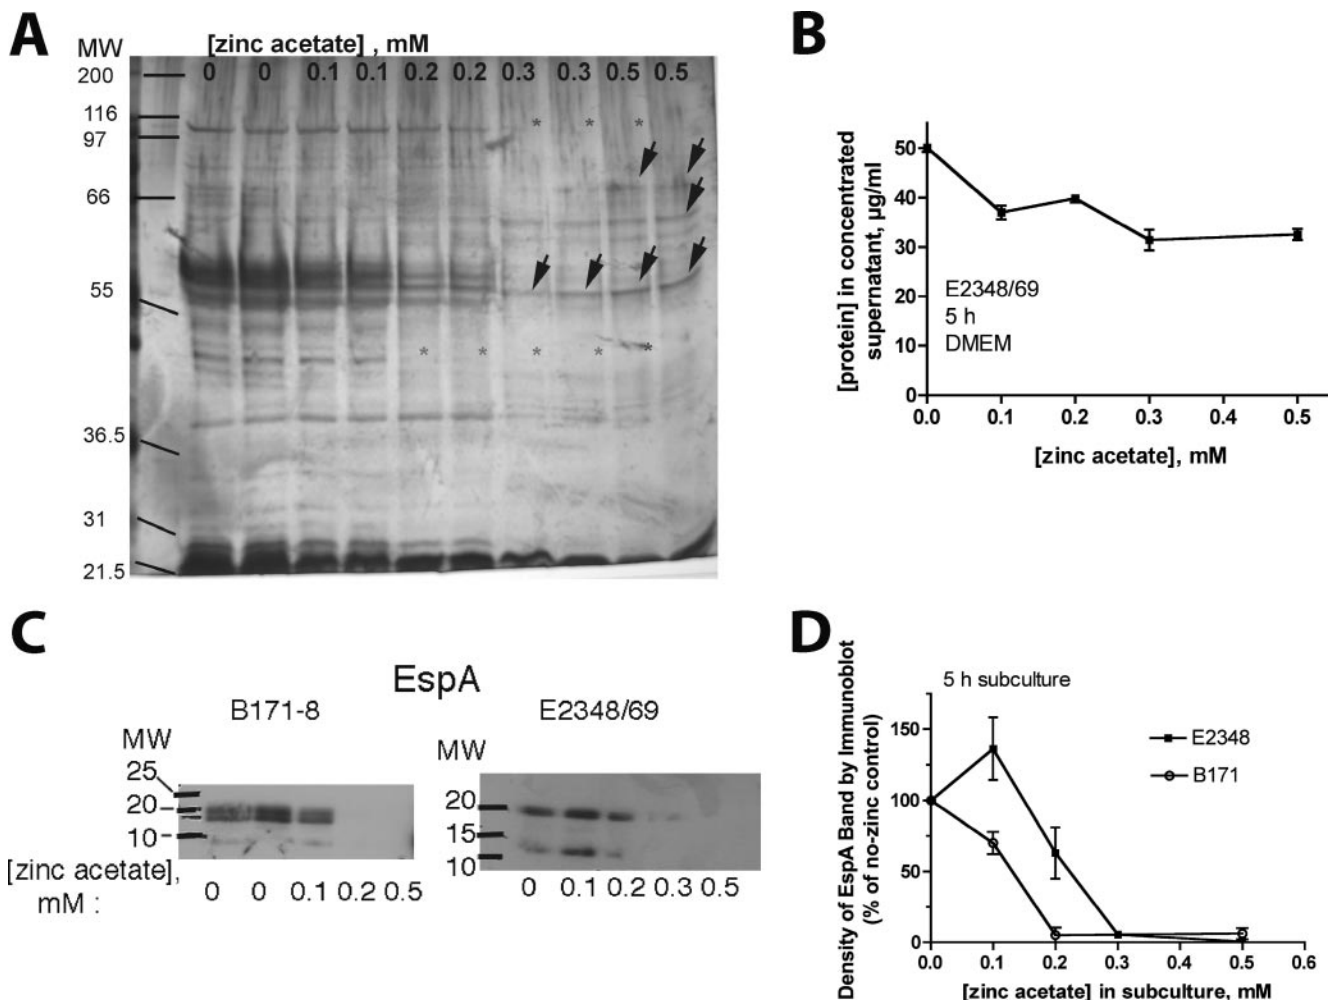 A
MW
[zinc acetate] , mM
200
0 0 0.1 0.1 0.2 0.2 0.3 0.3 0.5 0.5
116
97
* * *
66
55
* * * * *
36.5
31
21.5
B
[protein] in concentrated
supernatant, µg/ml
50
40
30
20
10
0
E2348/69
5 h
DMEM
0.0 0.1 0.2 0.3 0.4 0.5
[zinc acetate], mM
C
EspA
B171-8
MW
25
20
10
[zinc acetate],
mM :
0 0 0.1 0.2 0.5
E2348/69
MW
20
15
10
0 0.1 0.2 0.3 0.5
D
Density of EspA Band by Immunoblot
(% of no-zinc control)
5 h subculture
150
100
50
0
E2348
B171
0.0 0.1 0.2 0.3 0.4 0.5 0.6
[zinc acetate] in subculture, mM